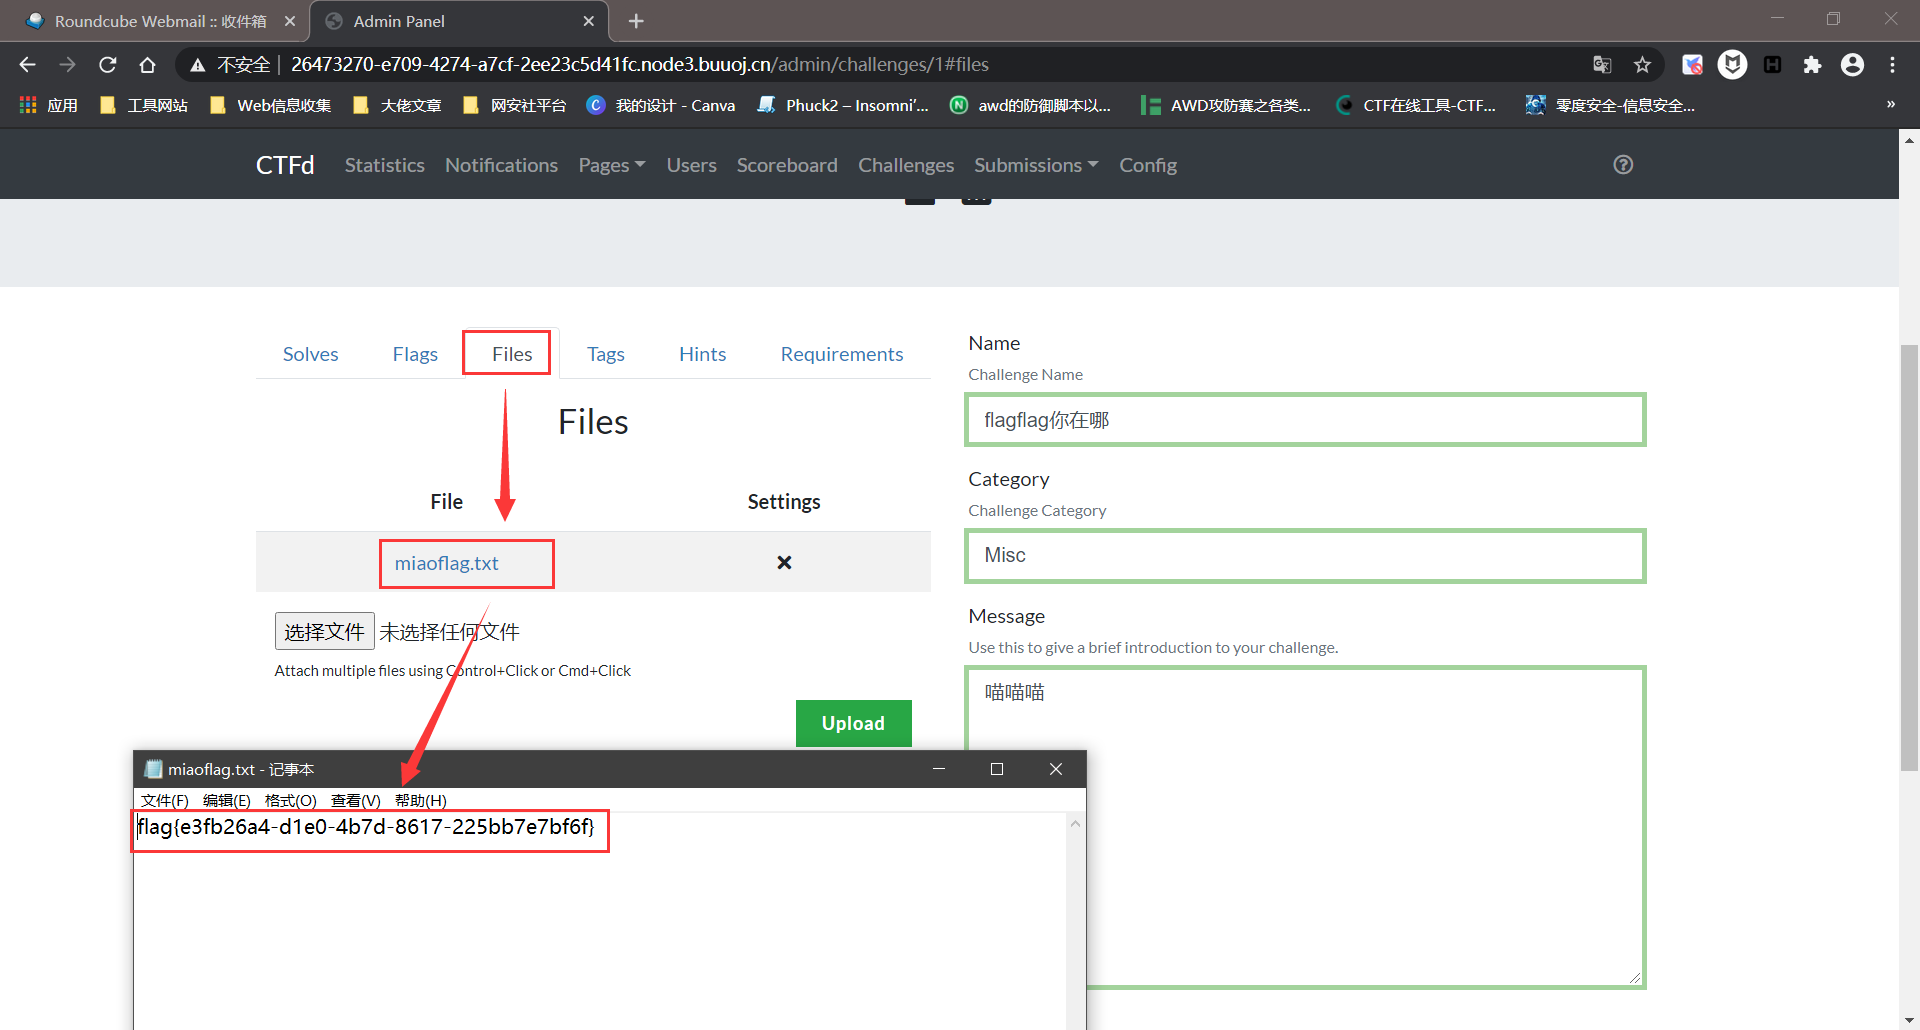 Roundcube Webmail :: 收件箱
Admin Panel
不安全 | 26473270-e709-4274-a7cf-2ee23c5d41fc.node3.buuoj.cn/admin/challenges/1#files
应用 工具网站 Web信息收集 大佬文章 网安社平台 我的设计 - Canva Phuck2 – Insomni’... awd的防御脚本以... AWD攻防赛之各类... CTF在线工具-CTF... 零度安全-信息安全... »
CTFd Statistics Notifications Pages Users Scoreboard Challenges Submissions Config
Solves Flags Files Tags Hints Requirements
Files
File Settings
miaoflag.txt
选择文件 未选择任何文件
Attach multiple files using Control+Click or Cmd+Click
Upload
Name
Challenge Name
flagflag你在哪
Category
Challenge Category
Misc
Message
Use this to give a brief introduction to your challenge.
喵喵喵
miaoflag.txt - 记事本
文件(F) 编辑(E) 格式(O) 查看(V) 帮助(H)
flag{e3fb26a4-d1e0-4b7d-8617-225bb7e7bf6f}